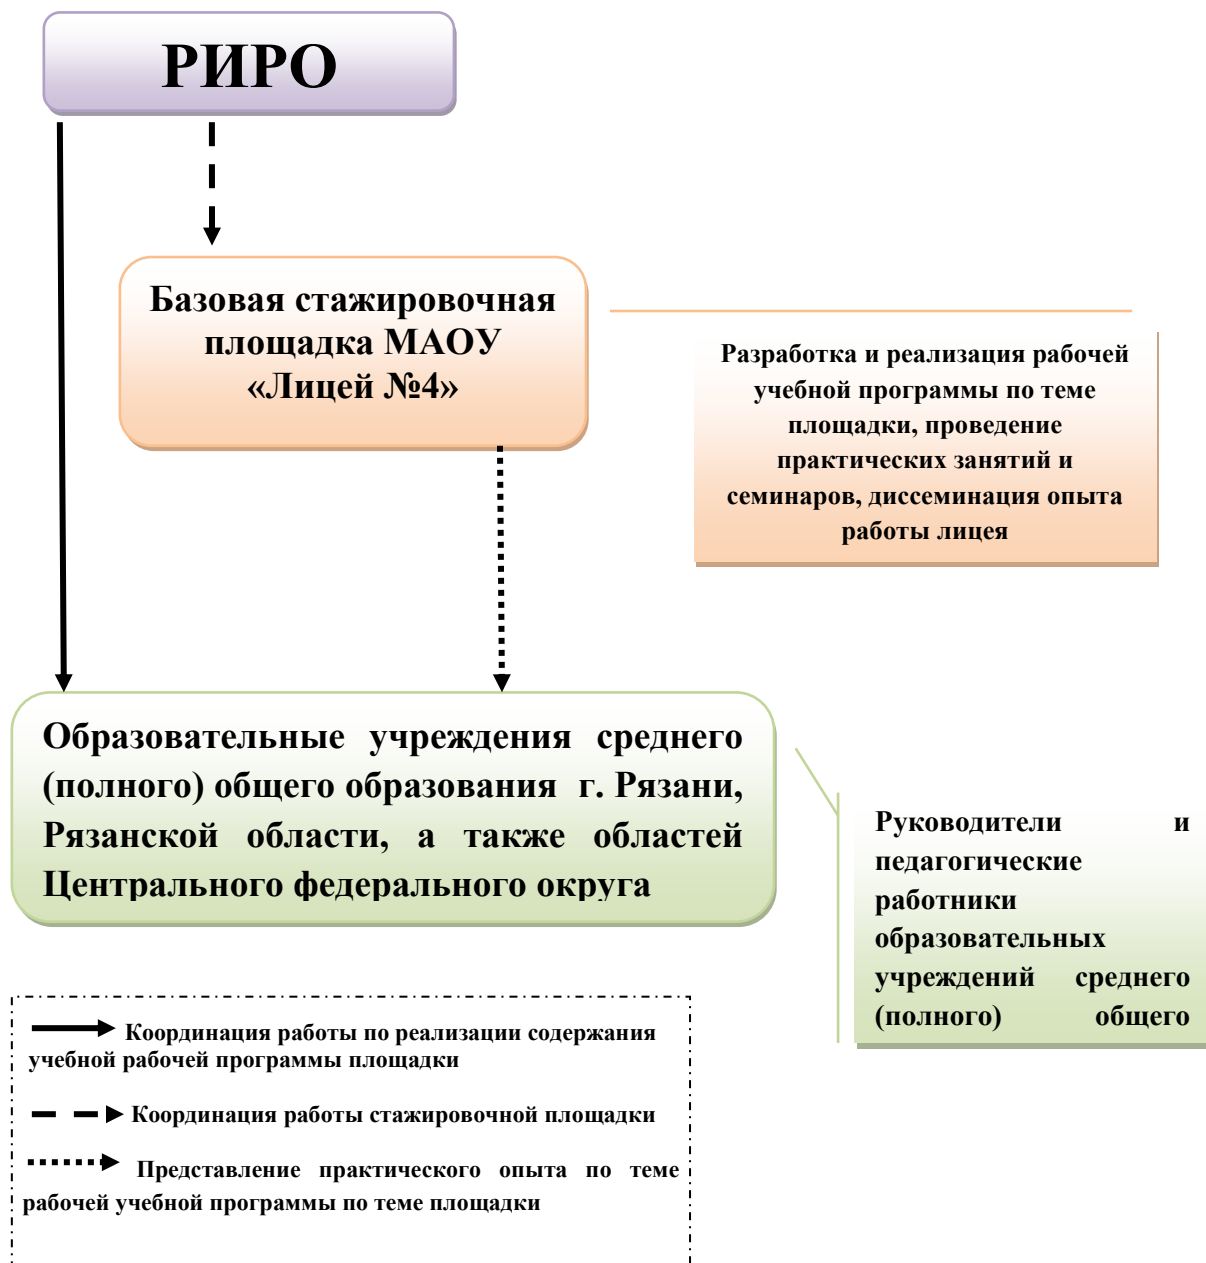 РИРО
Базовая стажировочная
площадка МАОУ
«Лицей №4»
Разработка и реализация рабочей
учебной программы по теме
площадки, проведение
практических занятий и
семинаров, диссеминация опыта
работы лицея
Образовательные учреждения среднего
(полного) общего образования г. Рязани,
Рязанской области, а также областей
Центрального федерального округа
Руководители и
педагогические
работники
образовательных
учреждений среднего
(полного) общего
Координация работы по реализации содержания
учебной рабочей программы площадки
Координация работы стажировочной площадки
Представление практического опыта по теме
рабочей учебной программы по теме площадки